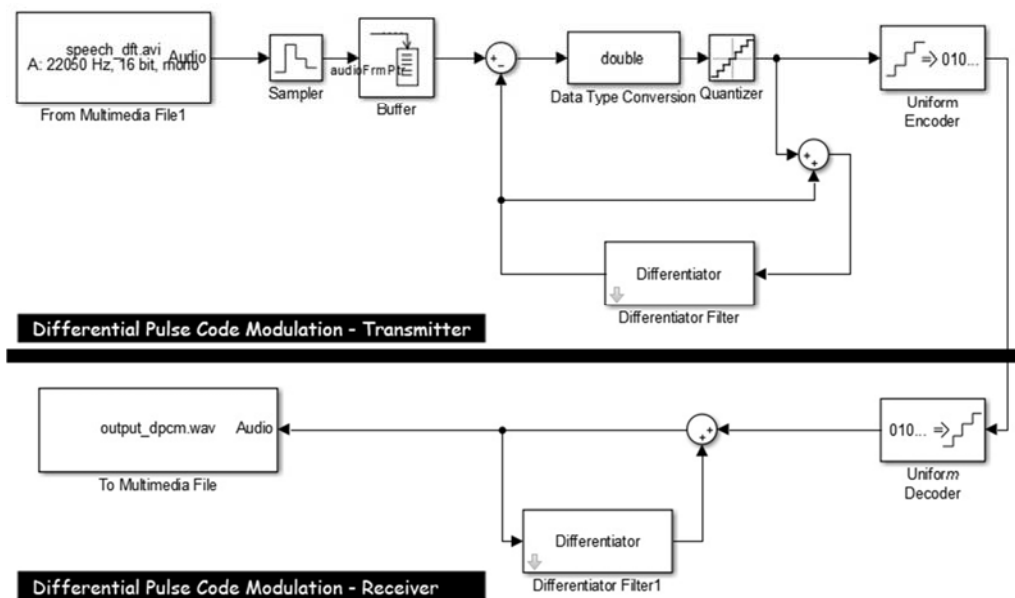 speech_dft.avi
Audio
A: 22050 Hz, 16 bit, mono
From Multimedia File1
Sampler
audioFrmPtr
Buffer
+
−
double
Data Type Conversion
Quantizer
=> 010...
Uniform
Encoder
+
+
Differentiator
Differentiator Filter
Differential Pulse Code Modulation - Transmitter
output_dpcm.wav
Audio
To Multimedia File
+
+
010... =>
Uniform
Decoder
Differentiator
Differentiator Filter1
Differential Pulse Code Modulation - Receiver